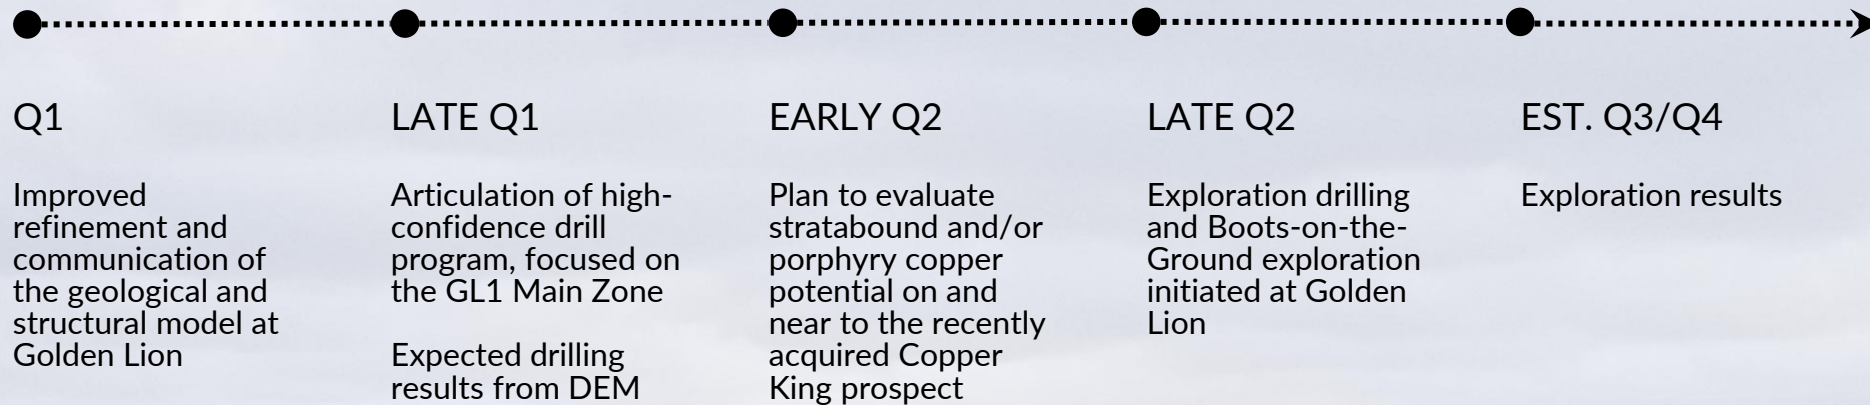 Q1
Improved
refinement and
communication of
the geological and
structural model at
Golden Lion
LATE Q1
Articulation of high-
confidence drill
program, focused on
the GL1 Main Zone
Expected drilling
results from DEM
EARLY Q2
Plan to evaluate
stratabound and/or
porphyry copper
potential on and
near to the recently
acquired Copper
King prospect
LATE Q2
Exploration drilling
and Boots-on-the-
Ground exploration
initiated at Golden
Lion
EST. Q3/Q4
Exploration results